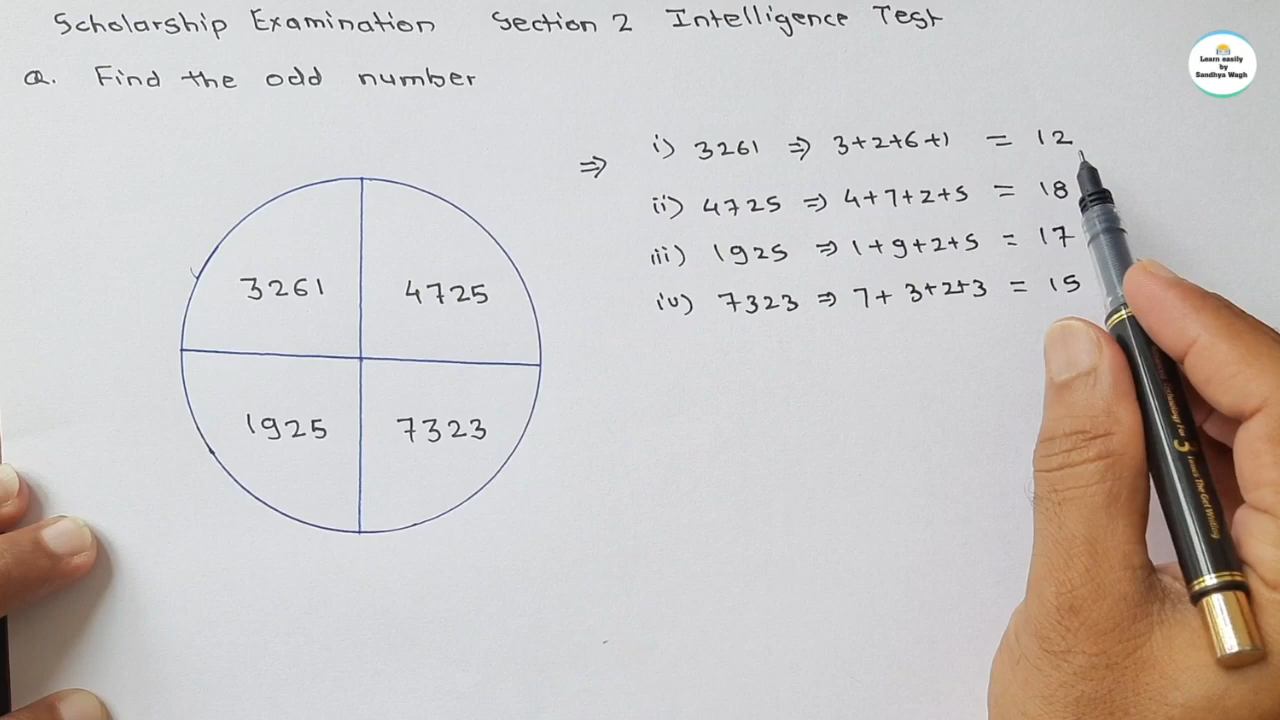 Scholarship Examination Section 2 Intelligence Test
Q. Find the odd number
⇒ i) 3261 ⇒ 3+2+6+1 = 12
ii) 4725 ⇒ 4+7+2+5 = 18
iii) 1925 ⇒ 1+9+2+5 = 17
iv) 7323 ⇒ 7+3+2+3 = 15
3261 4725
1925 7323
Learn easily
by
Sandhya Wagh